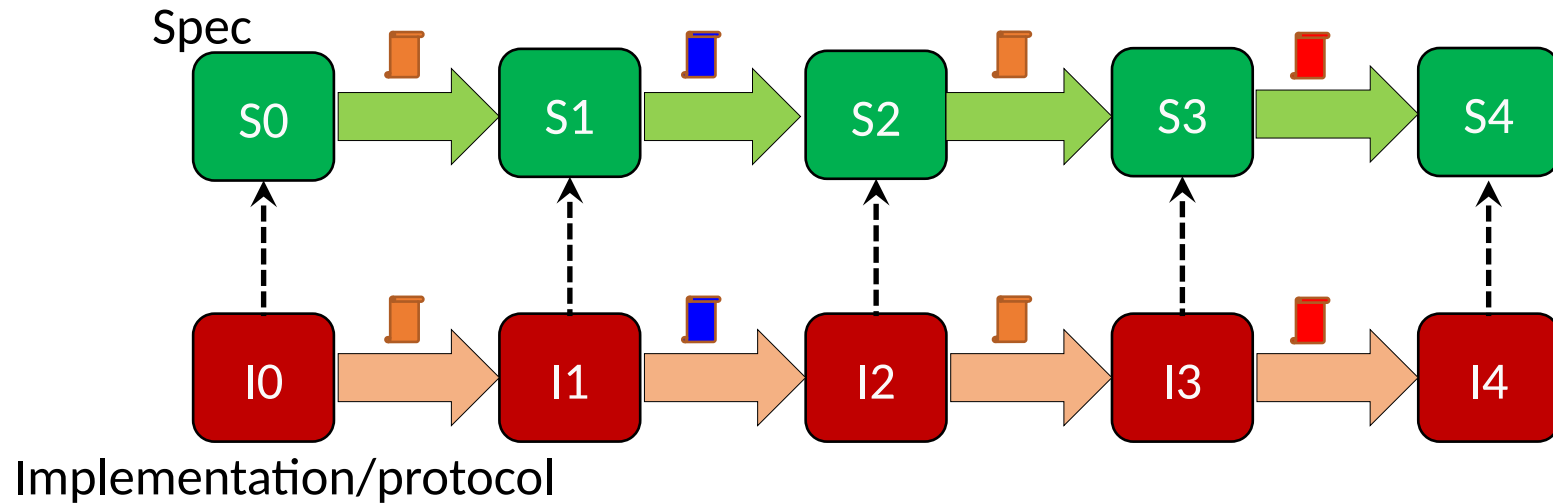 Spec
S0 S1 S2 S3 S4
I0 I1 I2 I3 I4
Implementation/protocol